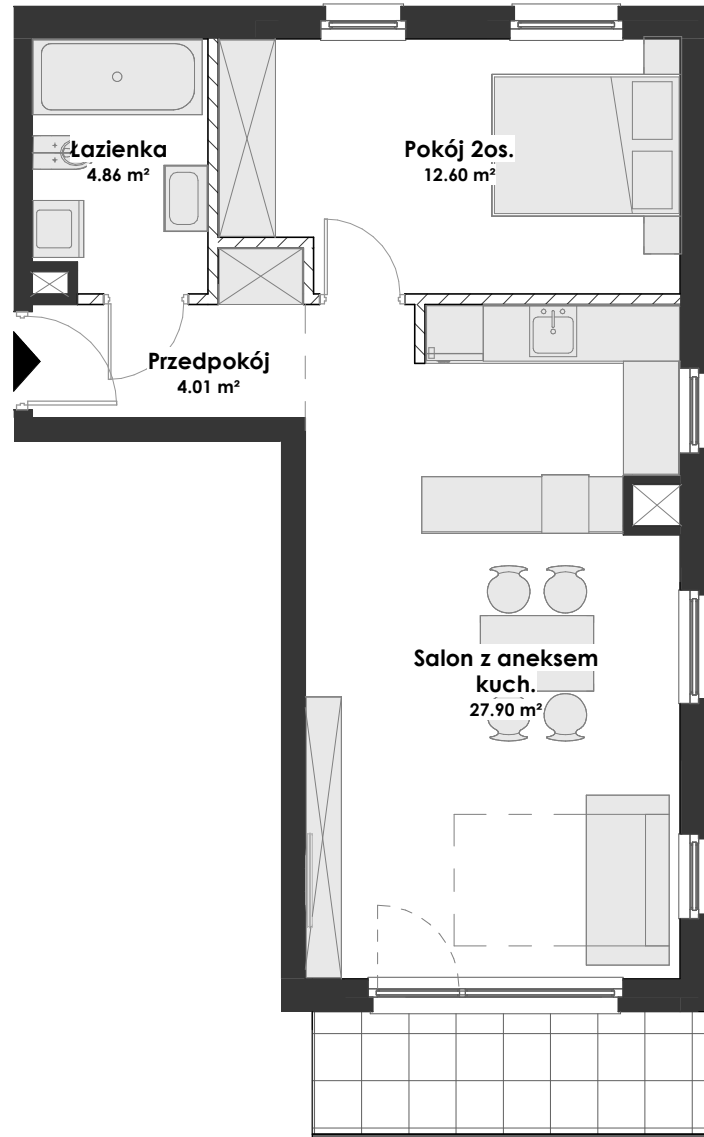 Łazienka
4.86 m²
Pokój 2os.
12.60 m²
Przedpokój
4.01 m²
Salon z aneksem
kuch.
27.90 m²